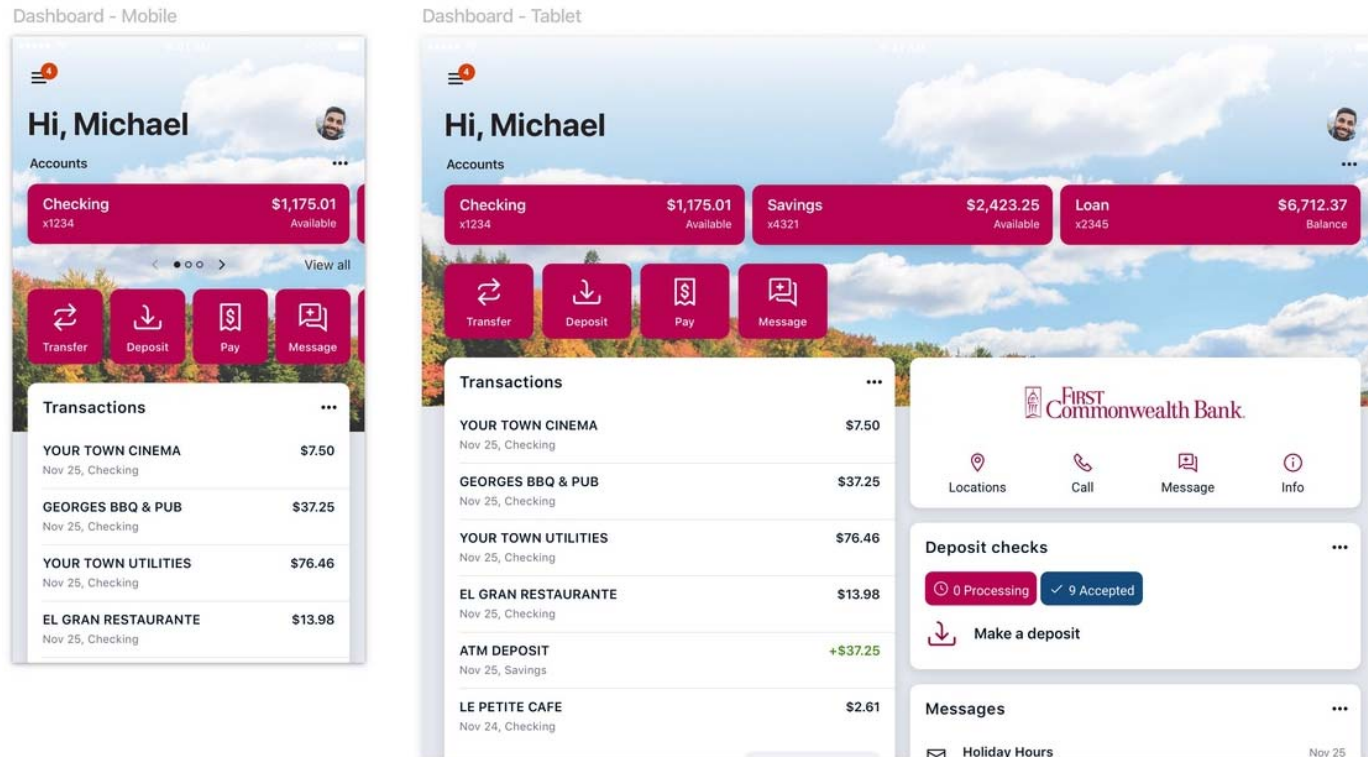 Dashboard - Mobile
4
Hi, Michael
Accounts
Checking $1,175.01
x1234 Available
View all
Transfer Deposit Pay Message
Transactions
YOUR TOWN CINEMA $7.50
Nov 25, Checking
GEORGES BBQ & PUB $37.25
Nov 25, Checking
YOUR TOWN UTILITIES $76.46
Nov 25, Checking
EL GRAN RESTAURANTE $13.98
Nov 25, Checking
Dashboard - Tablet
4
Hi, Michael
Accounts
Checking $1,175.01 Savings $2,423.25 Loan $6,712.37
x1234 Available x4321 Available x2345 Balance
Transfer Deposit Pay Message
Transactions
YOUR TOWN CINEMA $7.50
Nov 25, Checking
GEORGES BBQ & PUB $37.25
Nov 25, Checking
YOUR TOWN UTILITIES $76.46
Nov 25, Checking
EL GRAN RESTAURANTE $13.98
Nov 25, Checking
ATM DEPOSIT +$37.25
Nov 25, Savings
LE PETITE CAFE $2.61
Nov 24, Checking
FIRST
Commonwealth Bank.
Locations Call Message Info
Deposit checks
0 Processing 9 Accepted
Make a deposit
Messages
Holiday Hours Nov 25